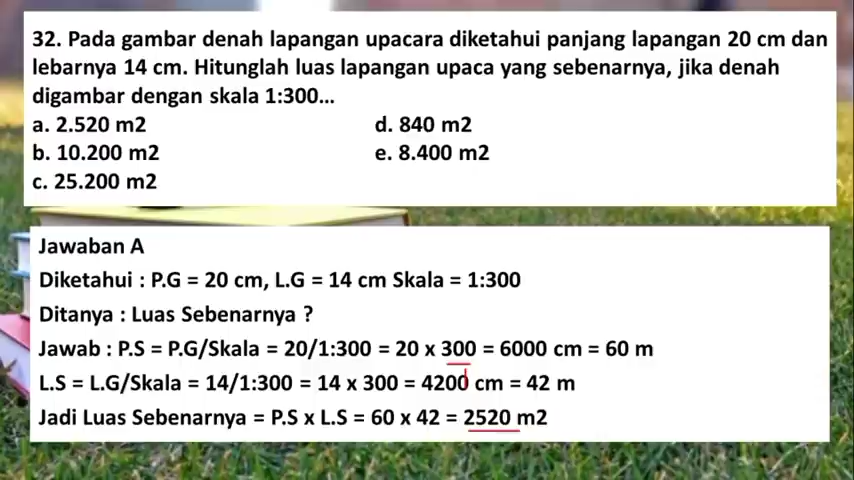 32. Pada gambar denah lapangan upacara diketahui panjang lapangan 20 cm dan
lebarnya 14 cm. Hitunglah luas lapangan upaca yang sebenarnya, jika denah
digambar dengan skala 1:300...
a. 2.520 m2 d. 840 m2
b. 10.200 m2 e. 8.400 m2
c. 25.200 m2
Jawaban A
Diketahui : P.G = 20 cm, L.G = 14 cm Skala = 1:300
Ditanya : Luas Sebenarnya ?
Jawab : P.S = P.G/Skala = 20/1:300 = 20 x 300 = 6000 cm = 60 m
L.S = L.G/Skala = 14/1:300 = 14 x 300 = 4200 cm = 42 m
Jadi Luas Sebenarnya = P.S x L.S = 60 x 42 = 2520 m2